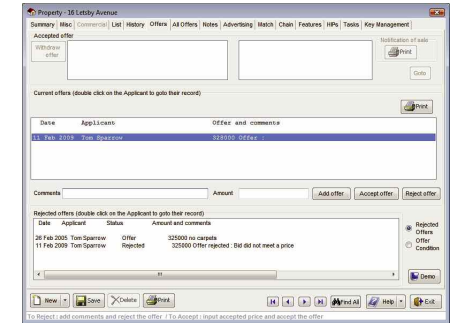 Property - 16 Letsby Avenue
Summary Misc Commercial List History Offers All Offers Notes Advertising Match Chain Features HIPs Tasks Key Management
Accepted offer
Withdraw offer
Notification of sale
Print
Goto
Current offers (double click on the Applicant to goto their record)
Print
Date Applicant Offer and comments
11 Feb 2009 Tom Sparrow 328000 Offer :
Comments Amount Add offer Accept offer Reject offer
Rejected offers (double click on the Applicant to goto their record)
Date Applicant Status Amount and comments
26 Feb 2005 Tom Sparrow Offer 325000 no carpets
11 Feb 2009 Tom Sparrow Rejected 325000 Offer rejected : Bid did not meet a price
Rejected Offers
Offer Condition
Demo
New Save Delete Print Find All Help Exit
To Reject : add comments and reject the offer / To Accept : input accepted price and accept the offer